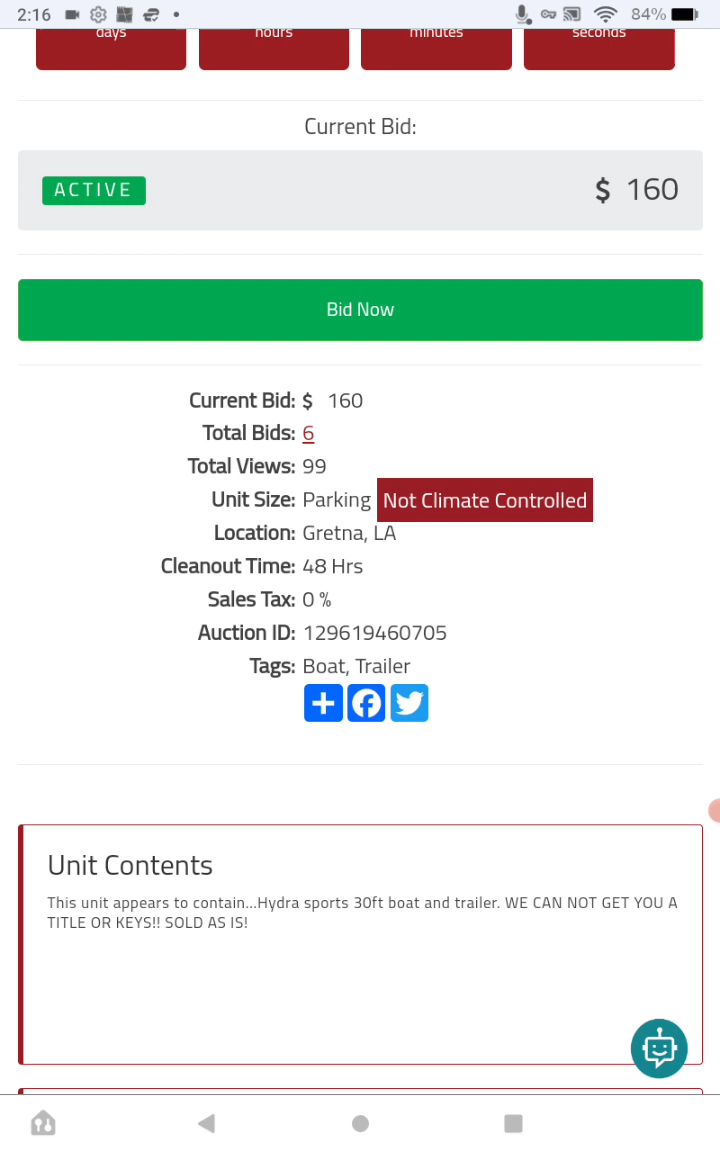 2:16 84%
days hours minutes seconds
Current Bid:
ACTIVE $ 160
Bid Now
Current Bid: $ 160
Total Bids: 6
Total Views: 99
Unit Size: Parking Not Climate Controlled
Location: Gretna, LA
Cleanout Time: 48 Hrs
Sales Tax: 0 %
Auction ID: 129619460705
Tags: Boat, Trailer
Unit Contents
This unit appears to contain...Hydra sports 30ft boat and trailer. WE CAN NOT GET YOU A
TITLE OR KEYS!! SOLD AS IS!